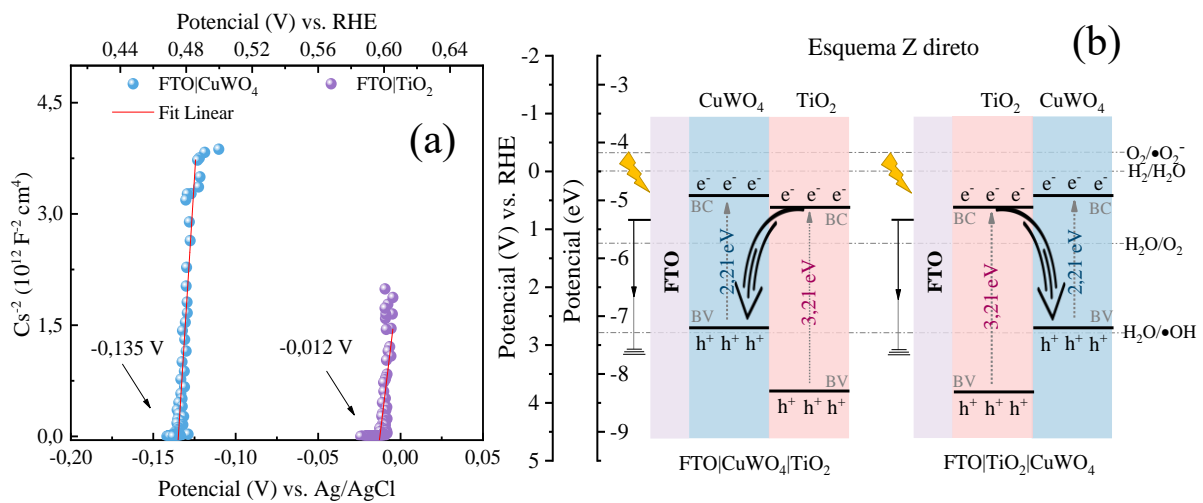 Potencial (V) vs. RHE
0,44 0,48 0,52 0,56 0,60 0,64
FTO|CuWO₄ FTO|TiO₂
Fit Linear
(a)
4,5
3,0
1,5
0,0
Cs⁻² (10¹² F⁻² cm⁴)
-0,135 V
-0,012 V
-0,20 -0,15 -0,10 -0,05 0,00 0,05
Potencial (V) vs. Ag/AgCl
Potencial (V) vs. RHE
-2
-1
0
1
2
3
4
5
Potencial (eV)
-3
-4
-5
-6
-7
-8
-9
Esquema Z direto
(b)
CuWO₄ TiO₂
TiO₂ CuWO₄
O₂/●O₂⁻
H₂/H₂O
H₂O/O₂
H₂O/●OH
FTO
e⁻ e⁻ e⁻
BC
2,21 eV
BV
h⁺ h⁺ h⁺
e⁻ e⁻ e⁻
BC
3,21 eV
BV
h⁺ h⁺ h⁺
FTO|CuWO₄|TiO₂
FTO
e⁻ e⁻ e⁻
BC
3,21 eV
BV
h⁺ h⁺ h⁺
e⁻ e⁻ e⁻
BC
2,21 eV
BV
h⁺ h⁺ h⁺
FTO|TiO₂|CuWO₄